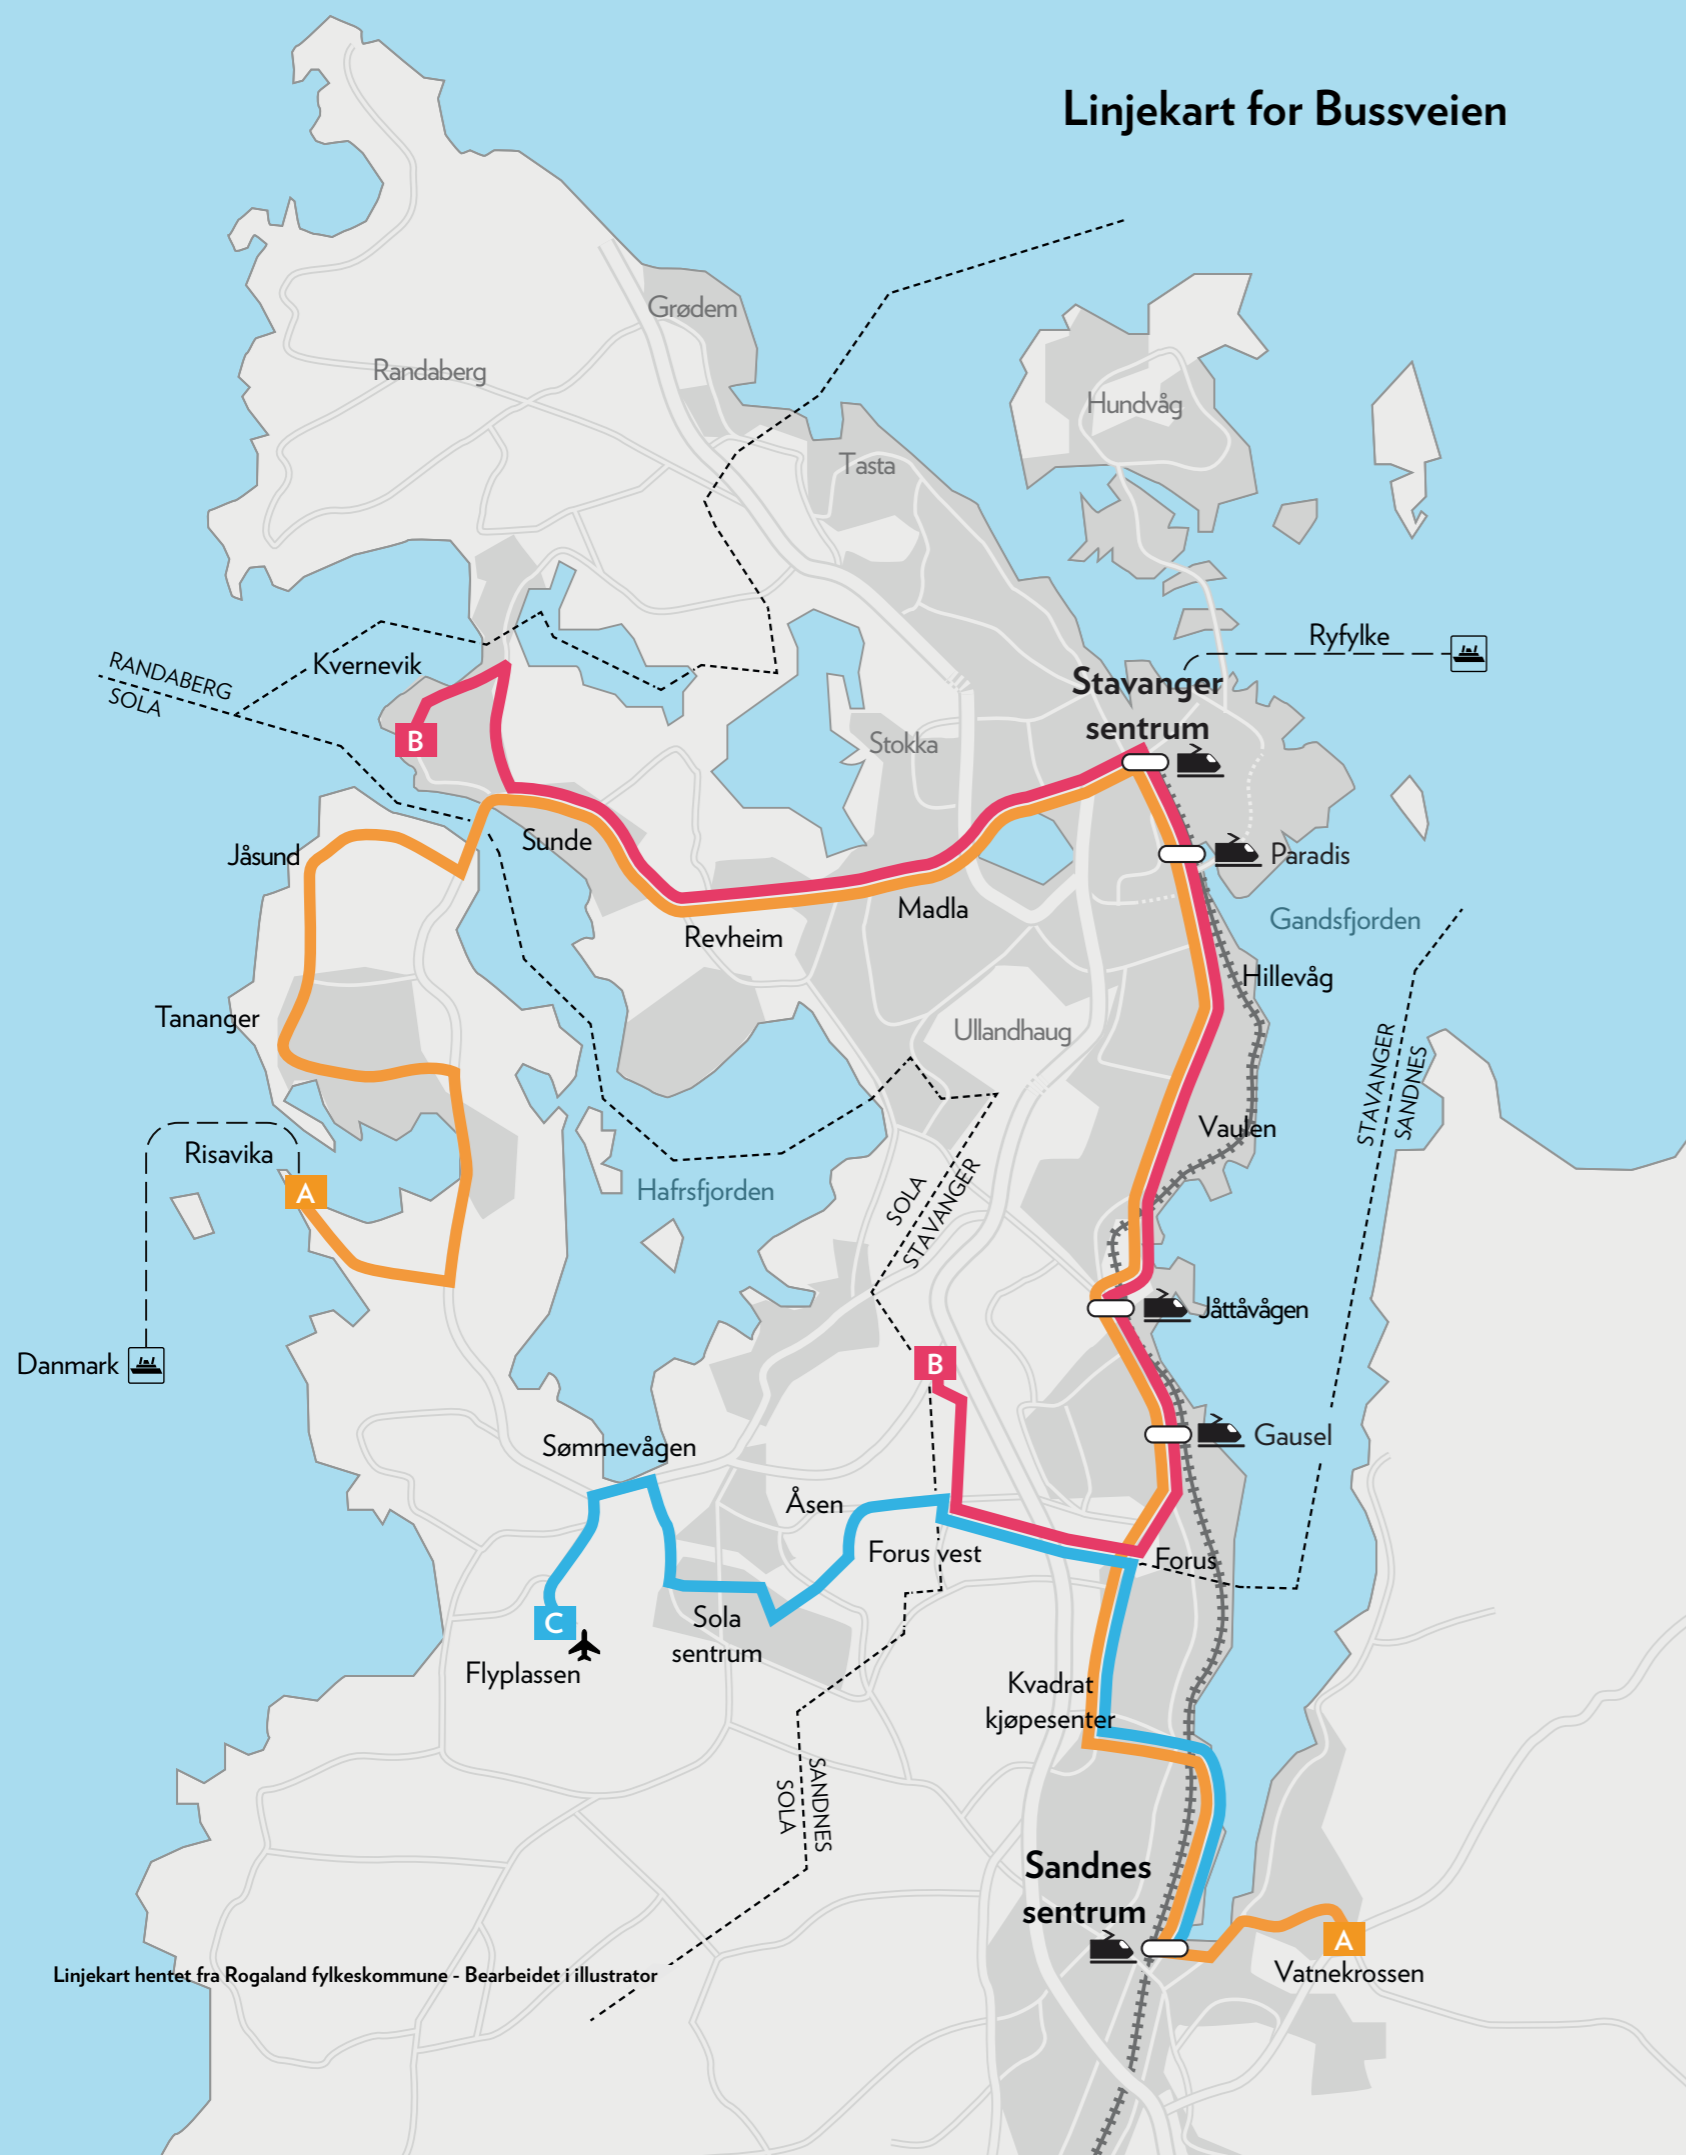 Linjekart for Bussveien
Grødem
Randaberg
Hundvåg
Tasta
Ryfylke
RANDABERG
SOLA
Kvernevik
B
Stavanger
sentrum
Stokka
Jåsund
Sunde
Paradis
Madla
Revheim
Gandsfjorden
Hillevåg
Tananger
Ullandhaug
STAVANGER
SANDNES
Vaulen
Risavika
A
Hafrsfjorden
SOLA
STAVANGER
Jåttåvågen
Danmark
B
Gausel
Sømmevågen
Åsen
Forus vest
Forus
C
Sola
sentrum
Flyplassen
Kvadrat
kjøpesenter
SANDNES
SOLA
Sandnes
sentrum
A
Vatnekrossen
Linjekart hentet fra Rogaland fylkeskommune - Bearbeidet i illustrator